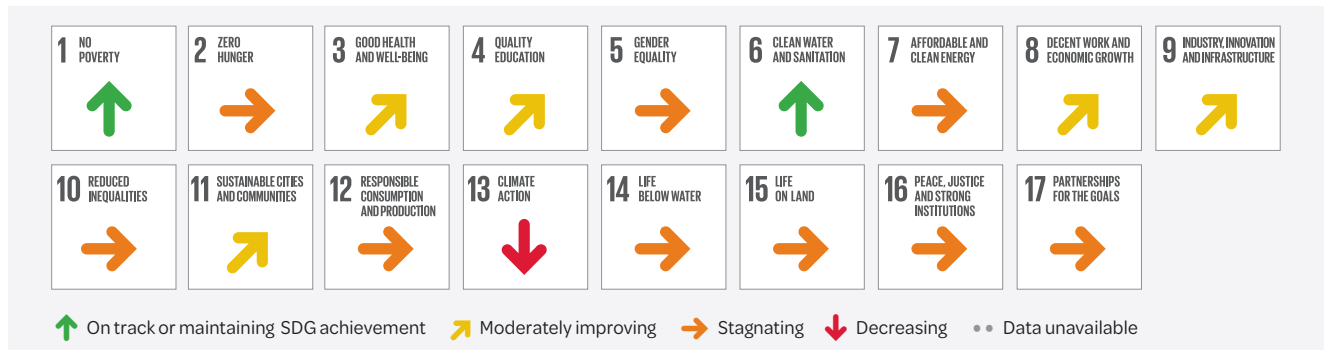 1 NO
POVERTY
2 ZERO
HUNGER
3 GOOD HEALTH
AND WELL-BEING
4 QUALITY
EDUCATION
5 GENDER
EQUALITY
6 CLEAN WATER
AND SANITATION
7 AFFORDABLE AND
CLEAN ENERGY
8 DECENT WORK AND
ECONOMIC GROWTH
9 INDUSTRY, INNOVATION
AND INFRASTRUCTURE
10 REDUCED
INEQUALITIES
11 SUSTAINABLE CITIES
AND COMMUNITIES
12 RESPONSIBLE
CONSUMPTION
AND PRODUCTION
13 CLIMATE
ACTION
14 LIFE
BELOW WATER
15 LIFE
ON LAND
16 PEACE, JUSTICE
AND STRONG
INSTITUTIONS
17 PARTNERSHIPS
FOR THE GOALS
On track or maintaining SDG achievement
Moderately improving
Stagnating
Decreasing
Data unavailable